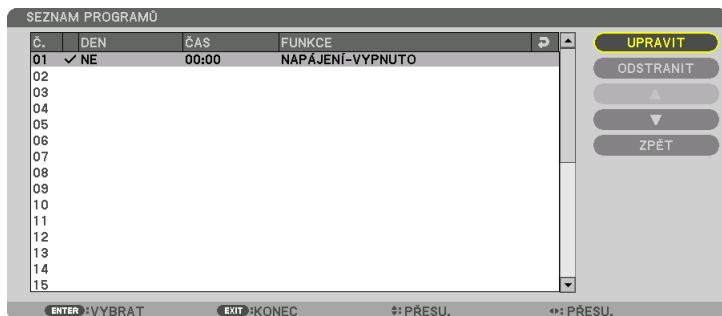 SEZNAM PROGRAMŮ
Č. DEN ČAS FUNKCE
01 ✓ NE 00:00 NAPÁJENÍ-VYPNUTO
02
03
04
05
06
07
08
09
10
11
12
13
14
15
UPRAVIT
ODSTRANIT
▲
▼
ZPĚT
ENTER:VYBRAT EXIT:KONEC :PŘESU. :PŘESU.